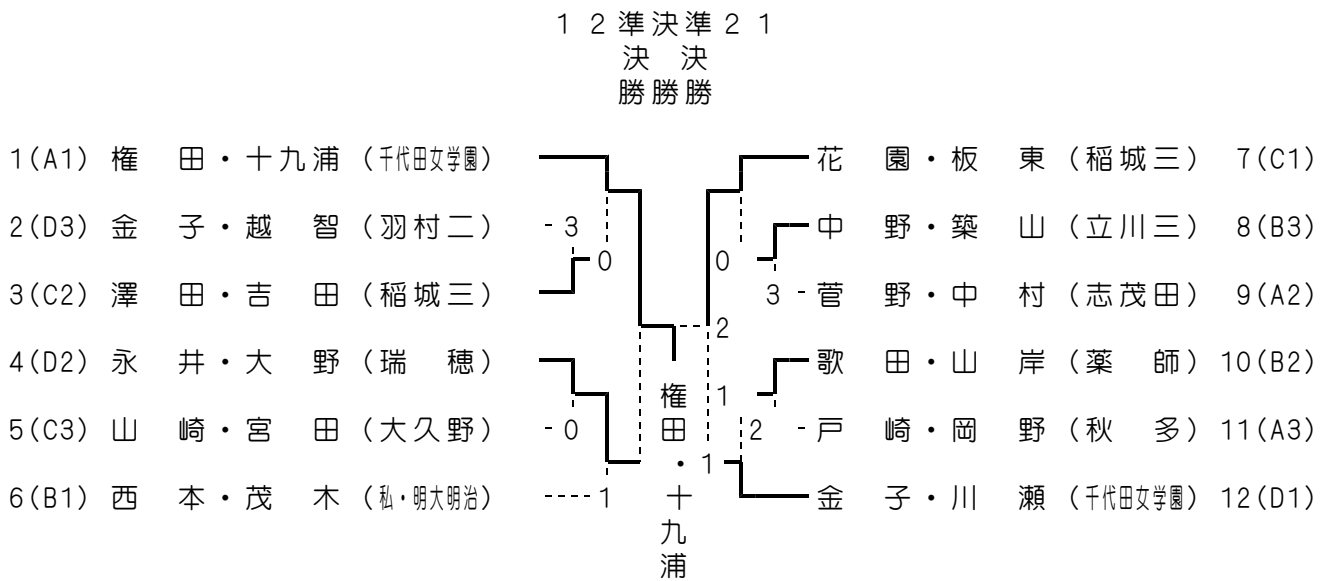 1 2 準 決 準 2 1
決 決
勝 勝 勝
1(A1) 権 田・十九浦 (千代田女学園) 花 園・板 東 (稲城三) 7(C1)
2(D3) 金 子・越 智 (羽村二) 3 中 野・築 山 (立川三) 8(B3)
0 0
3(C2) 澤 田・吉 田 (稲城三) 3 菅 野・中 村 (志茂田) 9(A2)
2
4(D2) 永 井・大 野 (瑞 穂) 歌 田・山 岸 (薬 師) 10(B2)
権 1
5(C3) 山 崎・宮 田 (大久野) 0 田 2 戸 崎・岡 野 (秋 多) 11(A3)
・ 1
6(B1) 西 本・茂 木 (私・明大明治) 1 十 金 子・川 瀬 (千代田女学園) 12(D1)
九
浦